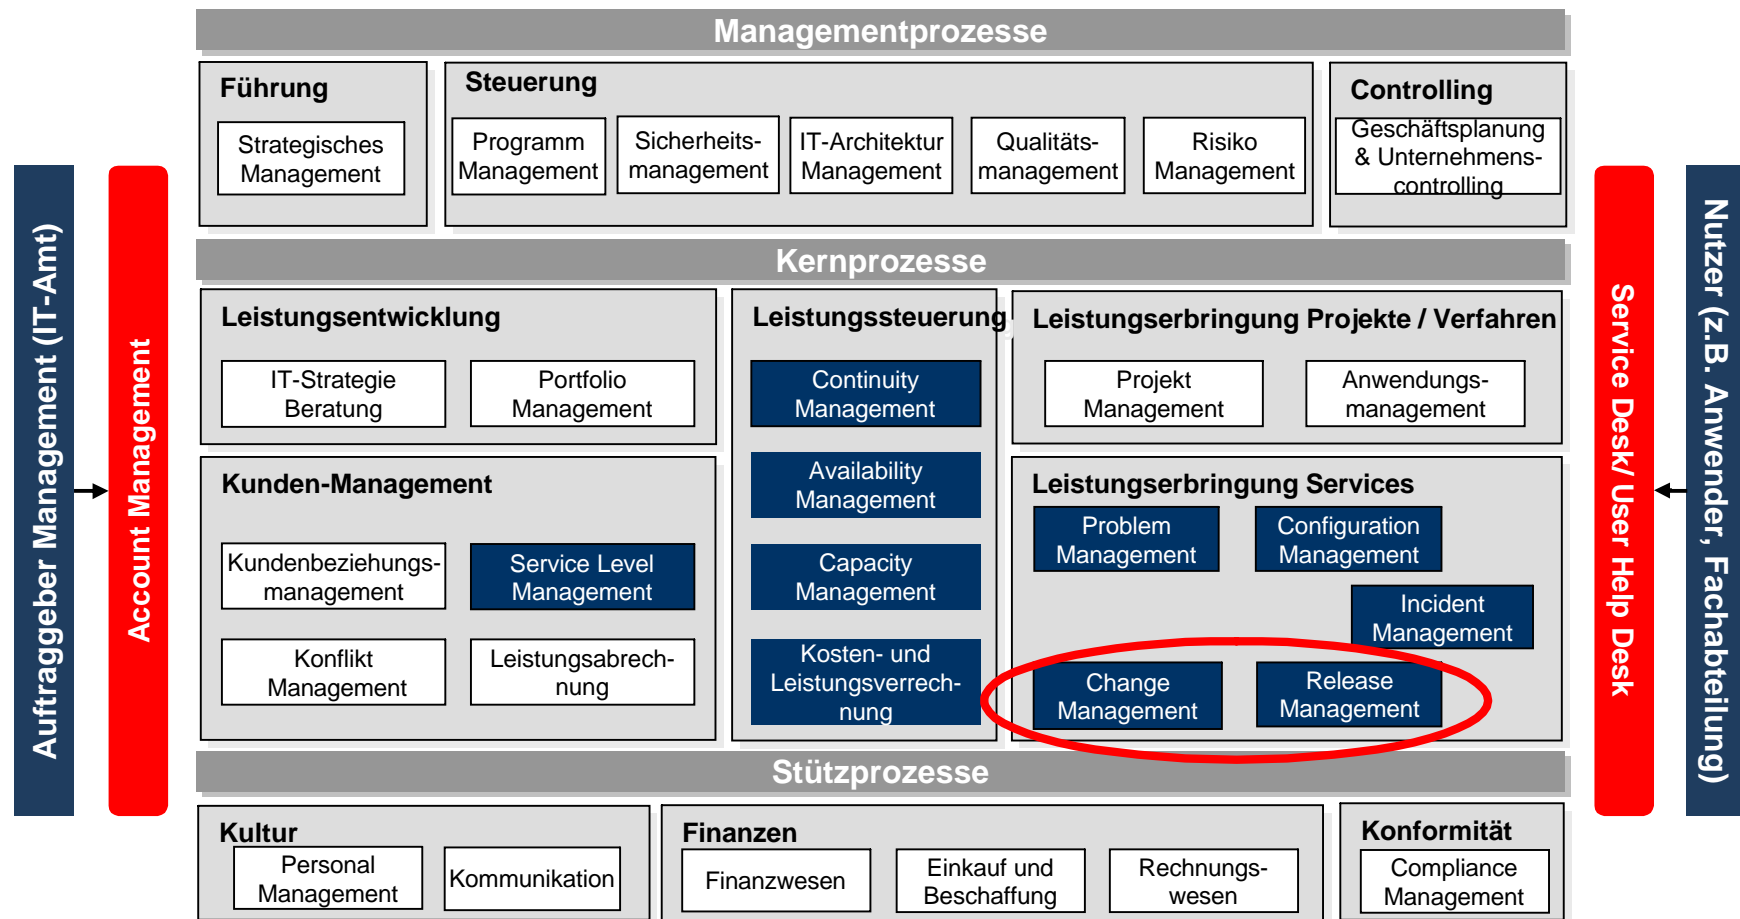 Managementprozesse
Führung
Strategisches
Management
Steuerung
Programm
Management
Sicherheits-
management
IT-Architektur
Management
Qualitäts-
management
Risiko
Management
Controlling
Geschäftsplanung
& Unternehmens-
controlling
Auftraggeber Management (IT-Amt)
Account Management
Kernprozesse
Leistungsentwicklung
IT-Strategie
Beratung
Portfolio
Management
Kunden-Management
Kundenbeziehungs-
management
Service Level
Management
Konflikt
Management
Leistungsabrech-
nung
Leistungssteuerung
Continuity
Management
Availability
Management
Capacity
Management
Kosten- und
Leistungsverrech-
nung
Leistungserbringung Projekte / Verfahren
Projekt
Management
Anwendungs-
management
Leistungserbringung Services
Problem
Management
Configuration
Management
Incident
Management
Change
Management
Release
Management
Service Desk/ User Help Desk
Nutzer (z.B. Anwender, Fachabteilung)
Stützprozesse
Kultur
Personal
Management
Kommunikation
Finanzen
Finanzwesen
Einkauf und
Beschaffung
Rechnungs-
wesen
Konformität
Compliance
Management